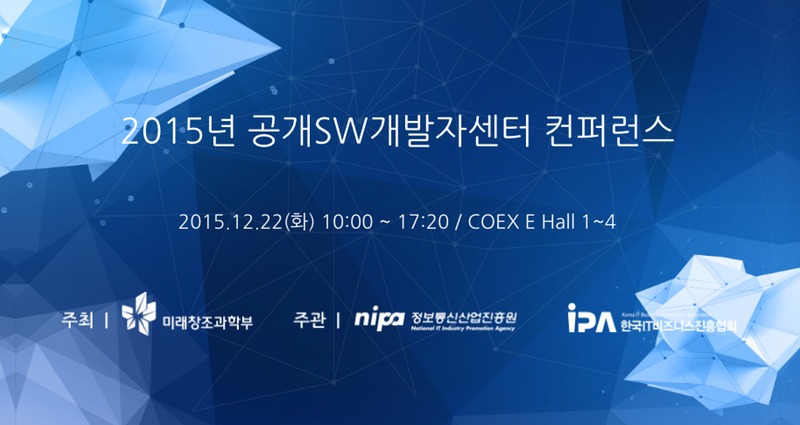 2015년 공개SW개발자센터 컨퍼런스
2015.12.22(화) 10:00 ~ 17:20 / COEX E Hall 1~4
주최 | 미래창조과학부 주관 | nipa 정보통신산업진흥원 iPA 한국IT비즈니스진흥협회
National IT Industry Promotion Agency